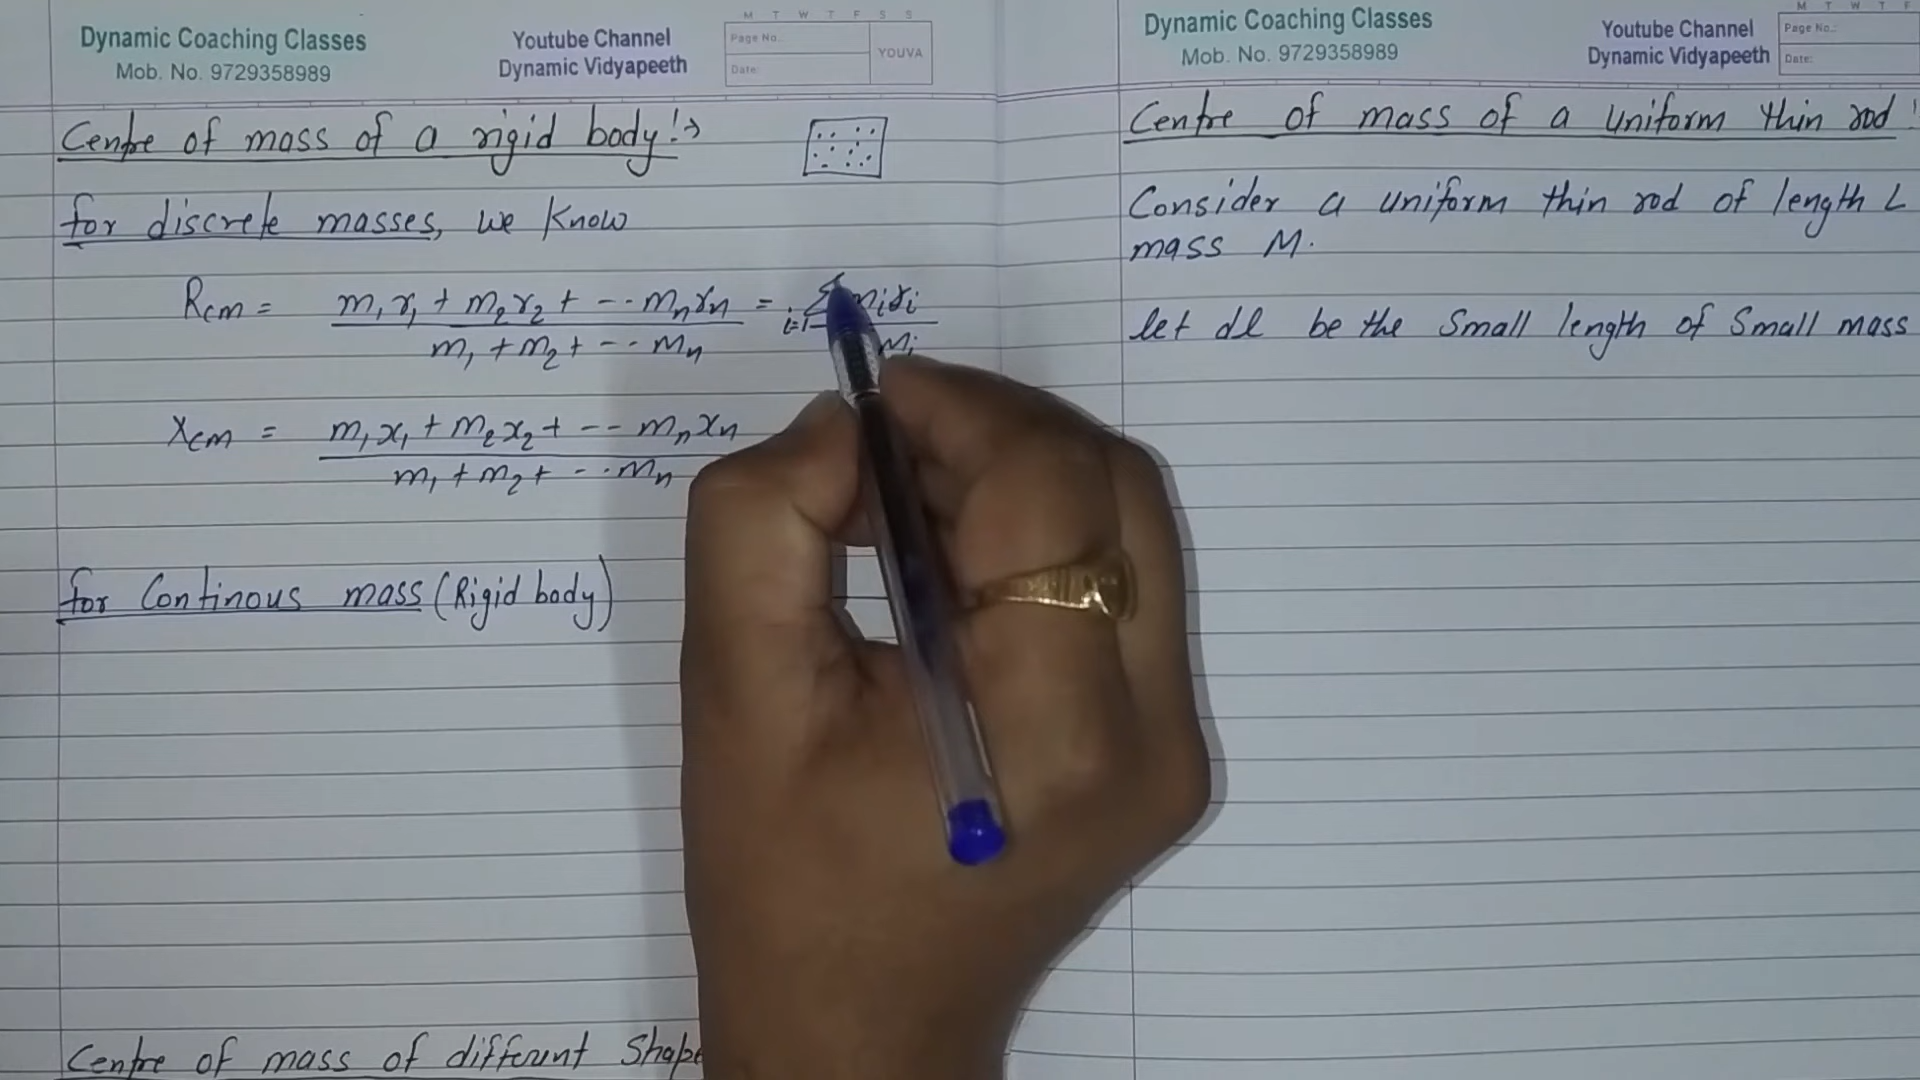 M T W T F S S
Dynamic Coaching Classes
Mob. No. 9729358989
Youtube Channel
Dynamic Vidyapeeth
Page No.:
Date:
YOUVA
Centre of mass of a rigid body:→
for discrete masses, we know
Rcm = m₁r₁ + m₂r₂ + --- mₙrₙ / m₁ + m₂ + --- mₙ = i=1 Σ miri / mi
Xcm = m₁x₁ + m₂x₂ + -- mₙxₙ / m₁ + m₂ + --- mₙ
for Continous mass (Rigid body)
Centre of mass of different Shape
M T W T F
Dynamic Coaching Classes
Mob. No. 9729358989
Youtube Channel
Dynamic Vidyapeeth
Page No.:
Date:
Centre of mass of a uniform thin rod
Consider a uniform thin rod of length L
mass M.
let dl be the Small length of Small mass